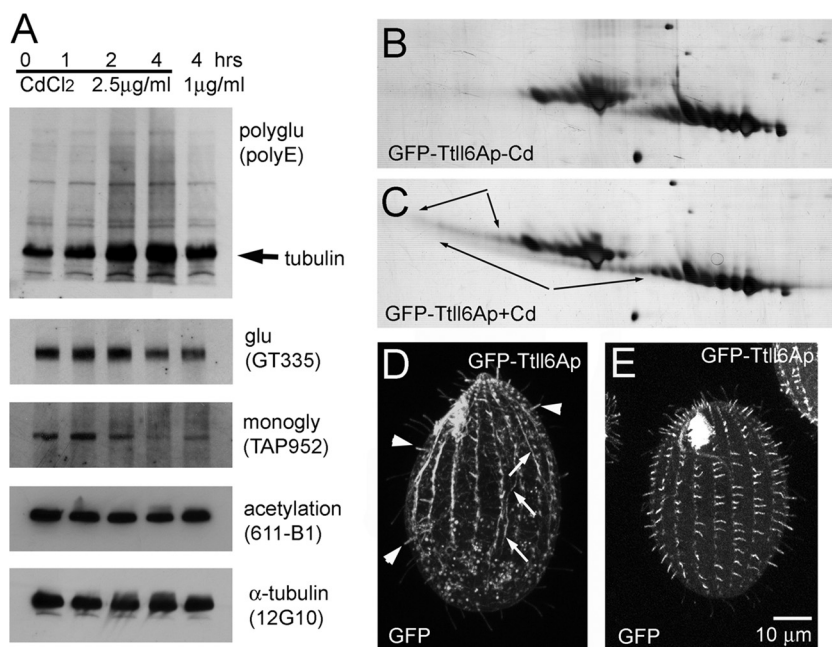 A
0 1 2 4 4 hrs
CdCl2 2.5µg/ml 1µg/ml
polyglu
(polyE)
tubulin
glu
(GT335)
monogly
(TAP952)
acetylation
(611-B1)
α-tubulin
(12G10)
B
GFP-Ttll6Ap-Cd
C
GFP-Ttll6Ap+Cd
D
GFP-Ttll6Ap
GFP
E
GFP-Ttll6Ap
10 µm
GFP